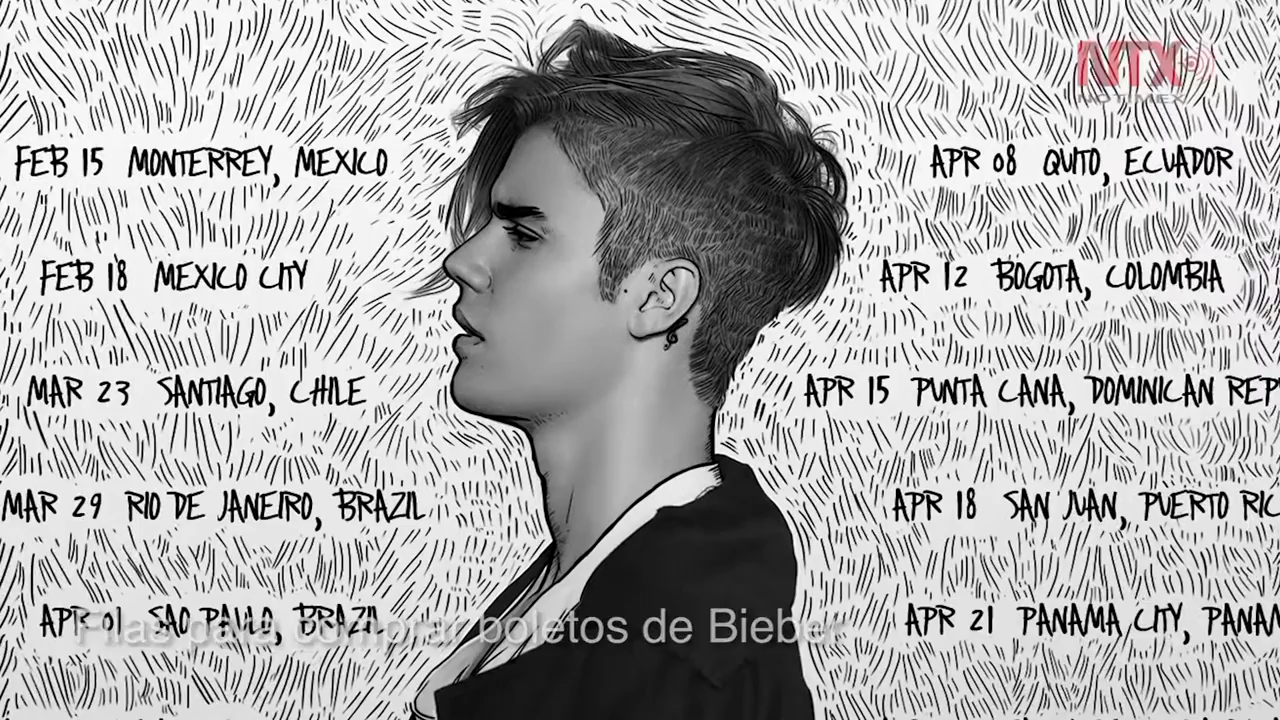 NTX
NOTIMEX
FEB 15 MONTERREY, MEXICO
FEB 18 MEXICO CITY
MAR 23 SANTIAGO, CHILE
MAR 29 RIO DE JANEIRO, BRAZIL
APR 01 SAO PAULO, BRAZIL
APR 08 QUITO, ECUADOR
APR 12 BOGOTA, COLOMBIA
APR 15 PUNTA CANA, DOMINICAN REP
APR 18 SAN JUAN, PUERTO RIC
APR 21 PANAMA CITY, PANAM
Filas para comprar boletos de Bieber